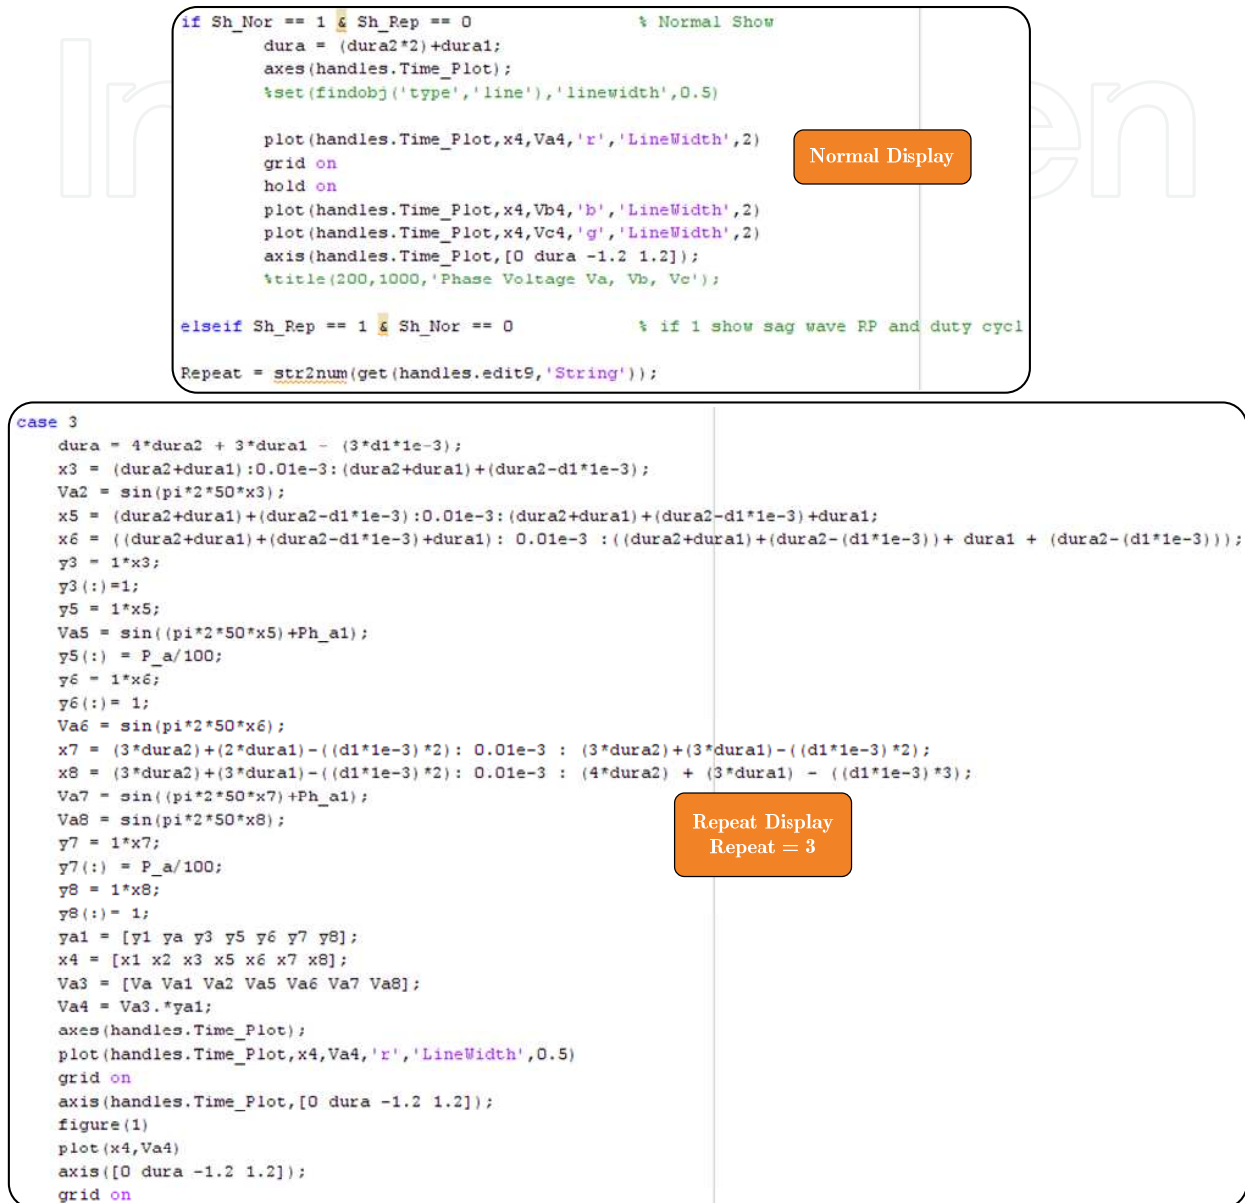 if Sh_Nor == 1 & Sh_Rep == 0 % Normal Show
dura = (dura2*2)+dura1;
axes(handles.Time_Plot);
%set(findobj('type','line'),'linewidth',0.5)
plot(handles.Time_Plot,x4,Va4,'r','LineWidth',2)
grid on
hold on
plot(handles.Time_Plot,x4,Vb4,'b','LineWidth',2)
plot(handles.Time_Plot,x4,Vc4,'g','LineWidth',2)
axis(handles.Time_Plot,[0 dura -1.2 1.2]);
%title(200,1000,'Phase Voltage Va, Vb, Vc');
Normal Display
elseif Sh_Rep == 1 & Sh_Nor == 0 % if 1 show sag wave RP and duty cycl
Repeat = str2num(get(handles.edit9,'String'));
case 3
dura = 4*dura2 + 3*dura1 - (3*d1*1e-3);
x3 = (dura2+dura1):0.01e-3:(dura2+dura1)+(dura2-d1*1e-3);
Va2 = sin(pi*2*50*x3);
x5 = (dura2+dura1)+(dura2-d1*1e-3):0.01e-3:(dura2+dura1)+(dura2-d1*1e-3)+dura1;
x6 = ((dura2+dura1)+(dura2-d1*1e-3)+dura1): 0.01e-3 :((dura2+dura1)+(dura2-(d1*1e-3))+ dura1 + (dura2-(d1*1e-3)));
y3 = 1*x3;
y3(:)=1;
y5 = 1*x5;
Va5 = sin((pi*2*50*x5)+Ph_a1);
y5(:) = P_a/100;
y6 = 1*x6;
y6(:)= 1;
Va6 = sin(pi*2*50*x6);
x7 = (3*dura2)+(2*dura1)-((d1*1e-3)*2): 0.01e-3 : (3*dura2)+(3*dura1)-((d1*1e-3)*2);
x8 = (3*dura2)+(3*dura1)-((d1*1e-3)*2): 0.01e-3 : (4*dura2) + (3*dura1) - ((d1*1e-3)*3);
Va7 = sin((pi*2*50*x7)+Ph_a1);
Va8 = sin(pi*2*50*x8);
y7 = 1*x7;
y7(:) = P_a/100;
y8 = 1*x8;
y8(:)= 1;
ya1 = [y1 ya y3 y5 y6 y7 y8];
x4 = [x1 x2 x3 x5 x6 x7 x8];
Va3 = [Va Va1 Va2 Va5 Va6 Va7 Va8];
Va4 = Va3.*ya1;
axes(handles.Time_Plot);
plot(handles.Time_Plot,x4,Va4,'r','LineWidth',0.5)
grid on
axis(handles.Time_Plot,[0 dura -1.2 1.2]);
figure(1)
plot(x4,Va4)
axis([0 dura -1.2 1.2]);
grid on
Repeat Display
Repeat = 3